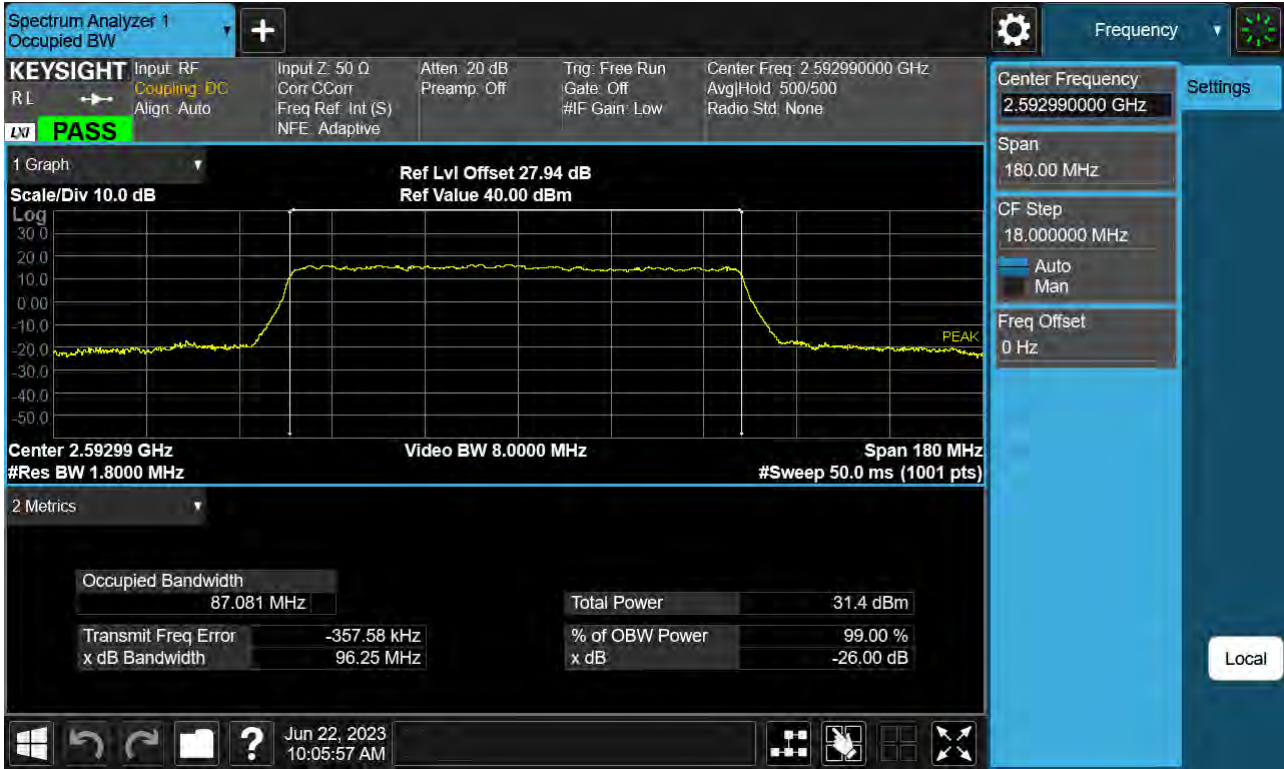 Spectrum Analyzer 1
Occupied BW
Frequency
KEYSIGHT
RL
LXI PASS
Input: RF
Coupling: DC
Align: Auto
Input Z: 50 Ω
Corr CCorr
Freq Ref: Int (S)
NFE: Adaptive
Atten: 20 dB
Preamp: Off
Trig: Free Run
Gate: Off
#IF Gain: Low
Center Freq: 2.592990000 GHz
Avg|Hold: 500/500
Radio Std: None
Center Frequency
2.592990000 GHz
Settings
Span
180.00 MHz
CF Step
18.000000 MHz
Auto
Man
Freq Offset
0 Hz
Local
1 Graph
Scale/Div 10.0 dB
Ref Lvl Offset 27.94 dB
Ref Value 40.00 dBm
Log
30.0
20.0
10.0
0.00
-10.0
-20.0
-30.0
-40.0
-50.0
PEAK
Center 2.59299 GHz
Video BW 8.0000 MHz
Span 180 MHz
#Res BW 1.8000 MHz
#Sweep 50.0 ms (1001 pts)
2 Metrics
Occupied Bandwidth
87.081 MHz
Total Power 31.4 dBm
Transmit Freq Error -357.58 kHz
% of OBW Power 99.00 %
x dB Bandwidth 96.25 MHz
x dB -26.00 dB
?
Jun 22, 2023
10:05:57 AM